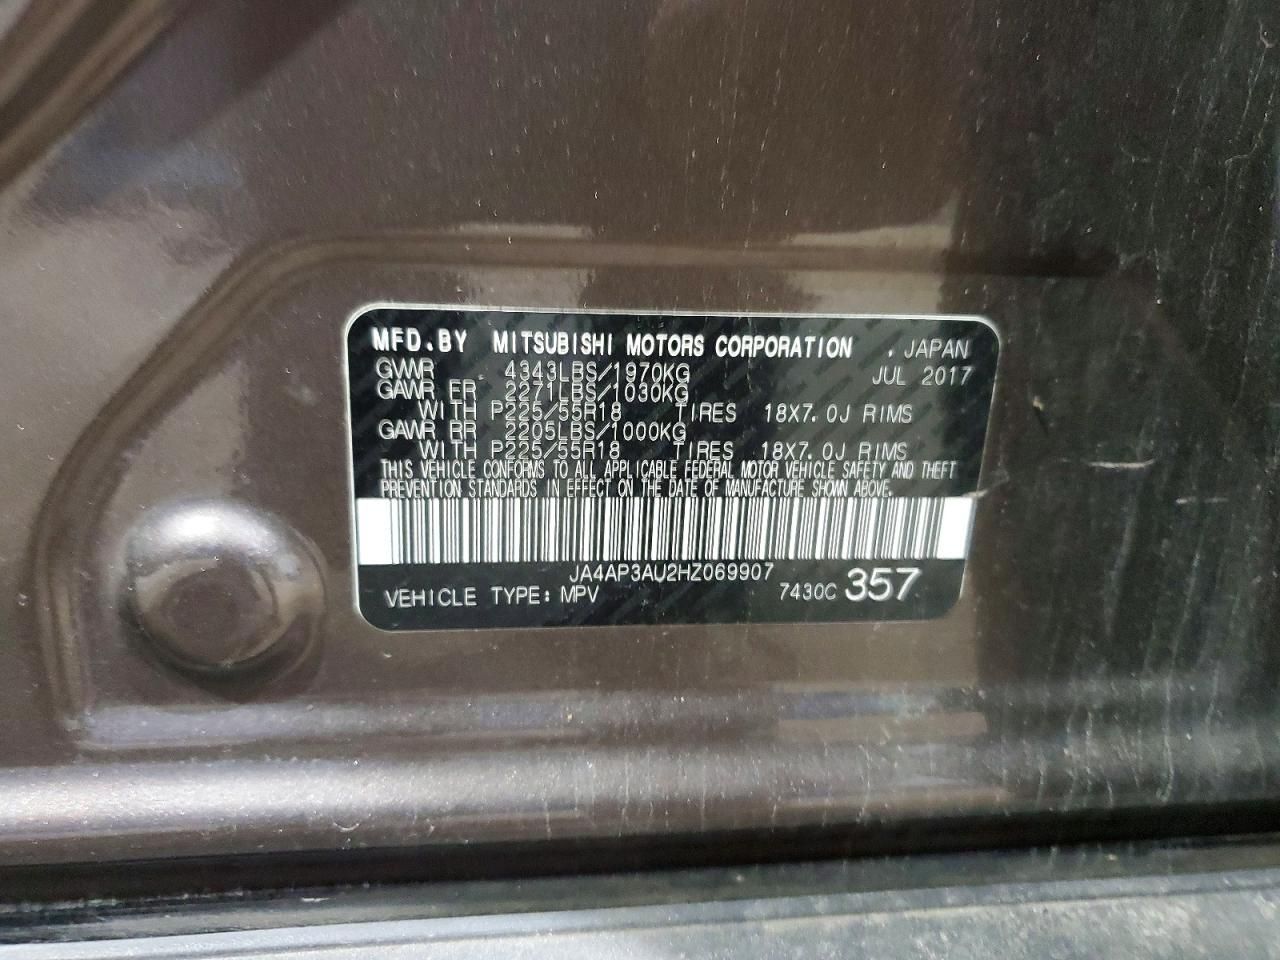 MFD.BY MITSUBISHI MOTORS CORPORATION . JAPAN
GVWR 4343LBS/1970KG JUL 2017
GAWR FR 2271LBS/1030KG
WITH P225/55R18 TIRES 18X7.0J RIMS
GAWR RR 2205LBS/1000KG
WITH P225/55R18 TIRES 18X7.0J RIMS
THIS VEHICLE CONFORMS TO ALL APPLICABLE FEDERAL MOTOR VEHICLE SAFETY AND THEFT
PREVENTION STANDARDS IN EFFECT ON THE DATE OF MANUFACTURE SHOWN ABOVE.
JA4AP3AU2HZ069907
VEHICLE TYPE: MPV 7430C 357